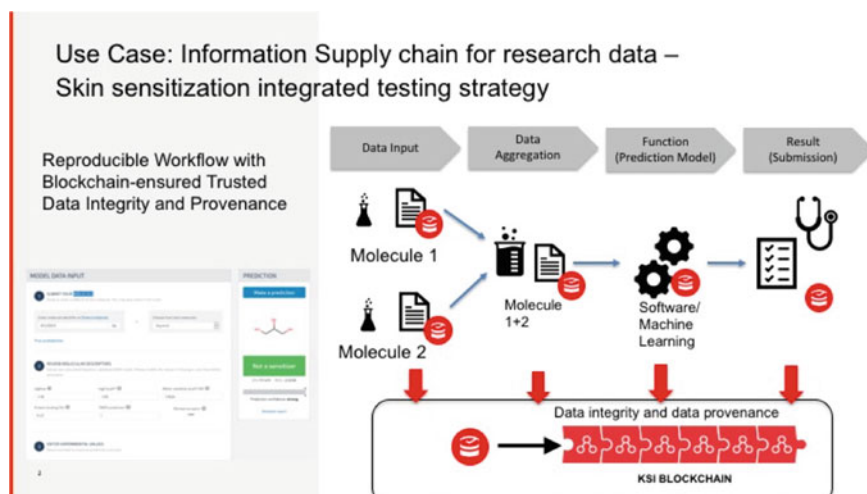 Use Case: Information Supply chain for research data –
Skin sensitization integrated testing strategy
Reproducible Workflow with
Blockchain-ensured Trusted
Data Integrity and Provenance
Data Input
Data
Aggregation
Function
(Prediction Model)
Result
(Submission)
Molecule 1
Molecule 2
Molecule
1+2
Software/
Machine
Learning
Data integrity and data provenance
KSI BLOCKCHAIN
MODEL DATA INPUT
PREDICTION
Make a prediction
Not a sensitizer
2